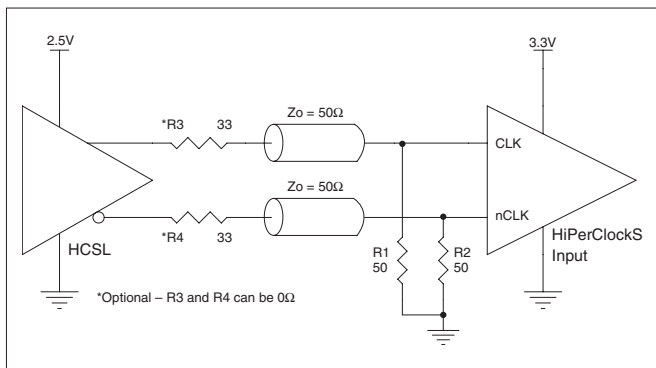 2.5V
3.3V
*R3 33
Zo = 50Ω
CLK
Zo = 50Ω
nCLK
HCSL
*R4 33
R1
50
R2
50
HiPerClockS
Input
*Optional – R3 and R4 can be 0Ω